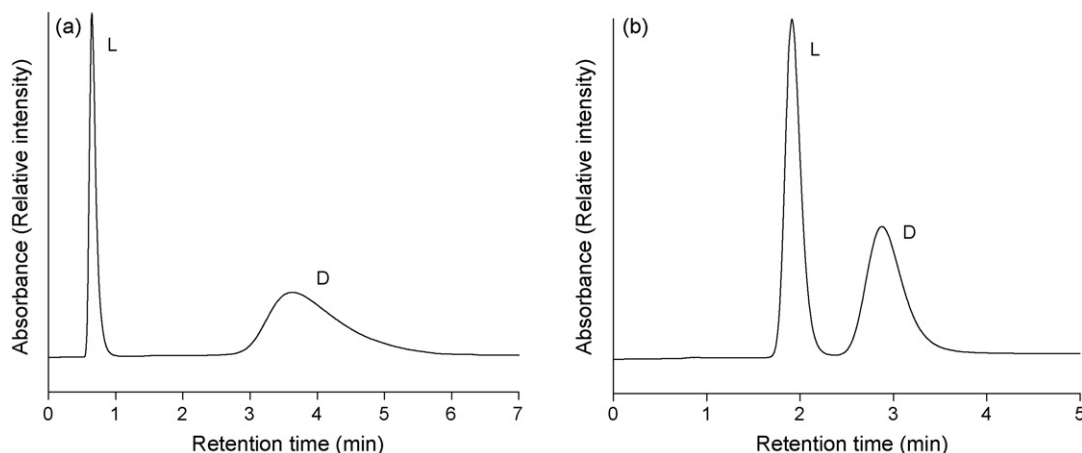 (a)
L
D
Absorbance (Relative intensity)
0 1 2 3 4 5 6 7
Retention time (min)
(b)
L
D
Absorbance (Relative intensity)
0 1 2 3 4 5
Retention time (min)